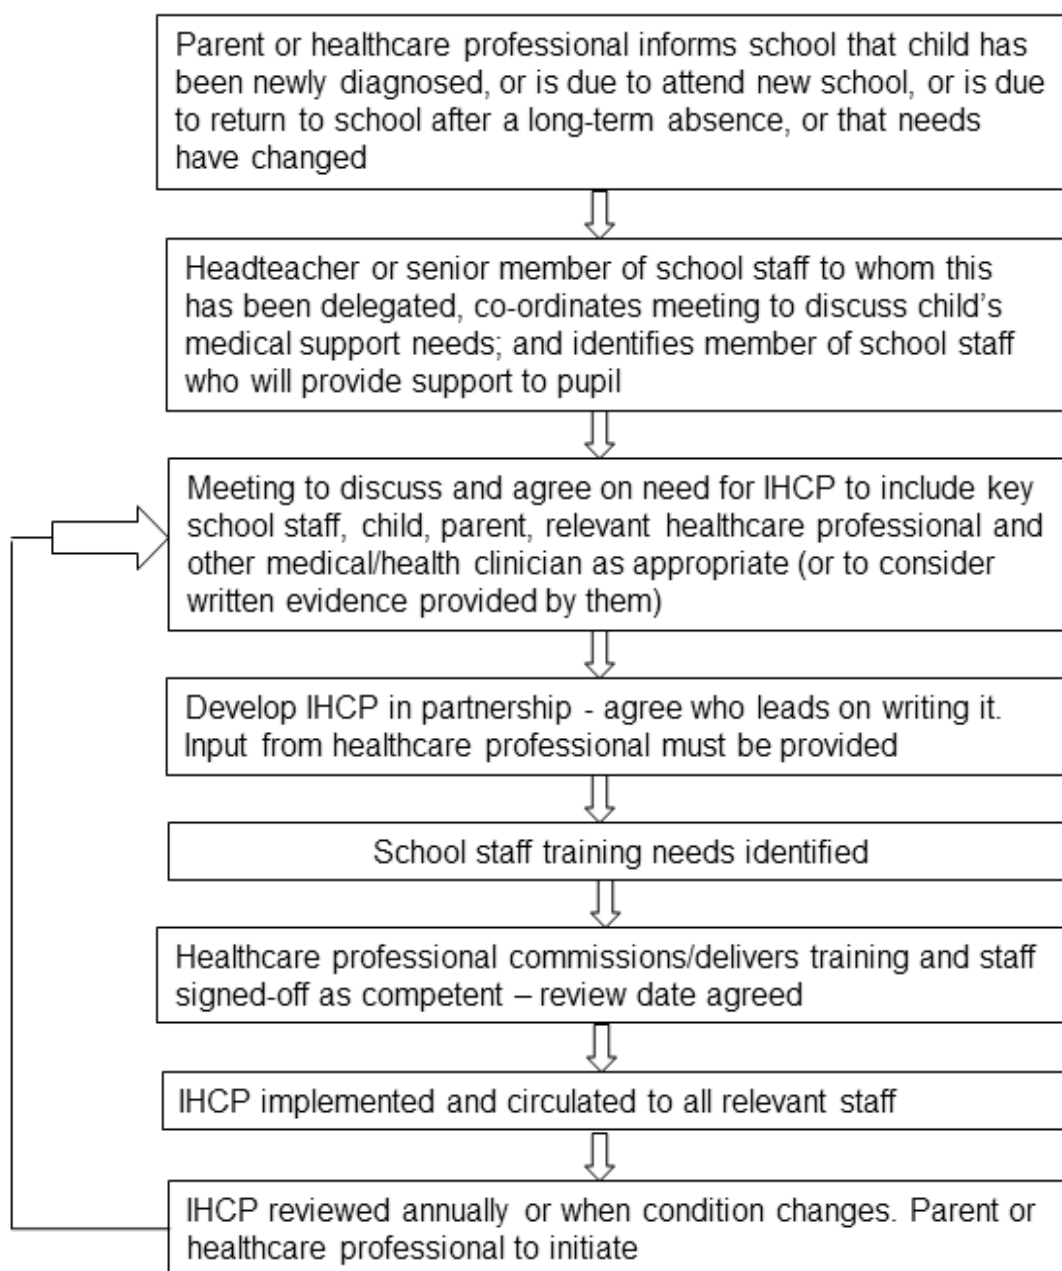 Parent or healthcare professional informs school that child has
been newly diagnosed, or is due to attend new school, or is due
to return to school after a long-term absence, or that needs
have changed
Headteacher or senior member of school staff to whom this
has been delegated, co-ordinates meeting to discuss child's
medical support needs; and identifies member of school staff
who will provide support to pupil
Meeting to discuss and agree on need for IHCP to include key
school staff, child, parent, relevant healthcare professional and
other medical/health clinician as appropriate (or to consider
written evidence provided by them)
Develop IHCP in partnership - agree who leads on writing it.
Input from healthcare professional must be provided
School staff training needs identified
Healthcare professional commissions/delivers training and staff
signed-off as competent – review date agreed
IHCP implemented and circulated to all relevant staff
IHCP reviewed annually or when condition changes. Parent or
healthcare professional to initiate